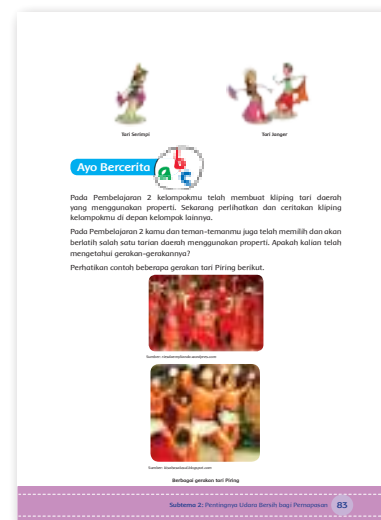 Tari Serimpi
Tari Janger
Ayo Bercerita
a b c
Pada Pembelajaran 2 kelompokmu telah membuat kliping tari daerah
yang menggunakan properti. Sekarang perlihatkan dan ceritakan kliping
kelompokmu di depan kelompok lainnya.
Pada Pembelajaran 2 kamu dan teman-temanmu juga telah memilih dan akan
berlatih salah satu tarian daerah menggunakan properti. Apakah kalian telah
mengetahui gerakan-gerakannya?
Perhatikan contoh beberapa gerakan tari Piring berikut.
Sumber:
Sumber:
Berbagai gerakan tari Piring
Subtema 2: Pentingnya Udara Bersih bagi Pernapasan 83